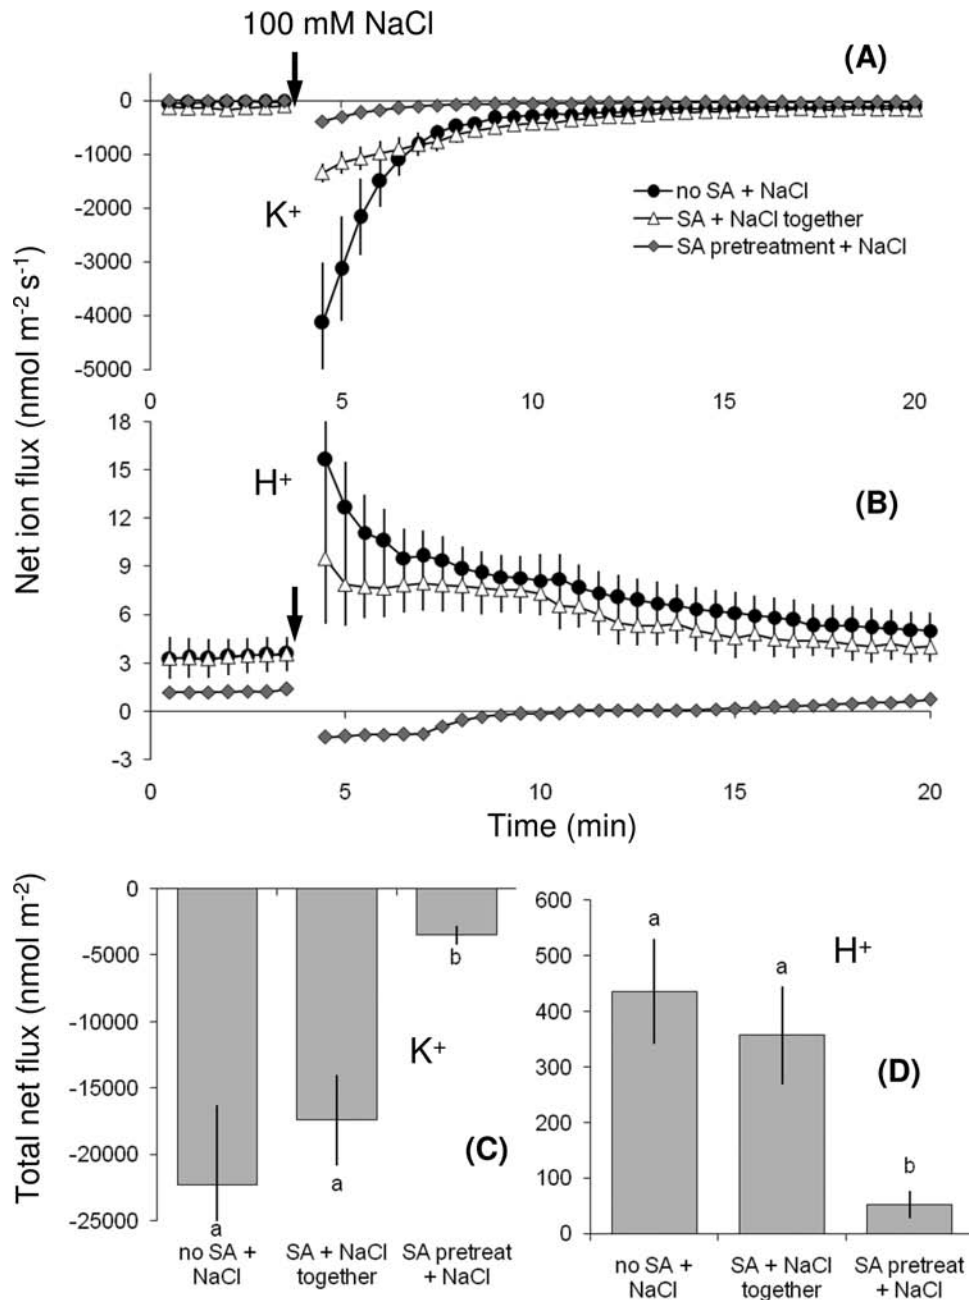 100 mM NaCl
(A)
0
-1000
-2000
-3000
-4000
-5000
K+
no SA + NaCl
SA + NaCl together
SA pretreatment + NaCl
0 5 10 15 20
Net ion flux (nmol m-2 s-1)
18
15
12
9
6
3
0
-3
H+
(B)
0 5 10 15 20
Time (min)
Total net flux (nmol m-2)
0
-5000
-10000
-15000
-20000
-25000
a
a
b
K+
(C)
no SA +
NaCl
SA + NaCl
together
SA pretreat
+ NaCl
600
500
400
300
200
100
0
a
a
b
H+
(D)
no SA +
NaCl
SA + NaCl
together
SA pretreat
+ NaCl